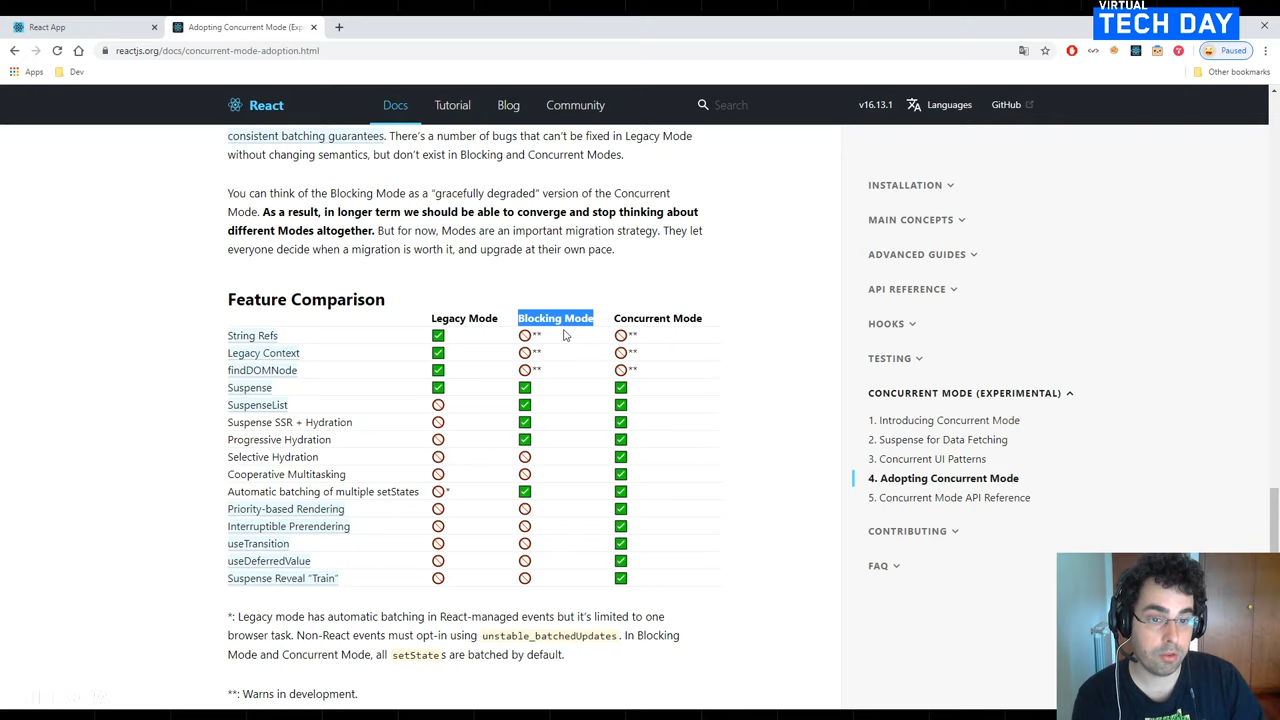 VIRTUAL
TECH DAY
React App
Adopting Concurrent Mode (Exp
reactjs.org/docs/concurrent-mode-adoption.html
Paused
Apps
Dev
Other bookmarks
React
Docs
Tutorial
Blog
Community
Search
v16.13.1
Languages
GitHub
consistent batching guarantees. There's a number of bugs that can't be fixed in Legacy Mode
without changing semantics, but don't exist in Blocking and Concurrent Modes.
You can think of the Blocking Mode as a “gracefully degraded” version of the Concurrent
Mode. As a result, in longer term we should be able to converge and stop thinking about
different Modes altogether. But for now, Modes are an important migration strategy. They let
everyone decide when a migration is worth it, and upgrade at their own pace.
Feature Comparison
Legacy Mode Blocking Mode Concurrent Mode
String Refs ✅ 🚫** 🚫**
Legacy Context ✅ 🚫** 🚫**
findDOMNode ✅ 🚫** 🚫**
Suspense ✅ ✅ ✅
SuspenseList 🚫 ✅ ✅
Suspense SSR + Hydration 🚫 ✅ ✅
Progressive Hydration 🚫 ✅ ✅
Selective Hydration 🚫 🚫 ✅
Cooperative Multitasking 🚫 🚫 ✅
Automatic batching of multiple setStates 🚫* ✅ ✅
Priority-based Rendering 🚫 🚫 ✅
Interruptible Prerendering 🚫 🚫 ✅
useTransition 🚫 🚫 ✅
useDeferredValue 🚫 🚫 ✅
Suspense Reveal “Train” 🚫 🚫 ✅
*: Legacy mode has automatic batching in React-managed events but it's limited to one
browser task. Non-React events must opt-in using unstable_batchedUpdates. In Blocking
Mode and Concurrent Mode, all setStates are batched by default.
**: Warns in development.
INSTALLATION
MAIN CONCEPTS
ADVANCED GUIDES
API REFERENCE
HOOKS
TESTING
CONCURRENT MODE (EXPERIMENTAL)
1. Introducing Concurrent Mode
2. Suspense for Data Fetching
3. Concurrent UI Patterns
4. Adopting Concurrent Mode
5. Concurrent Mode API Reference
CONTRIBUTING
FAQ